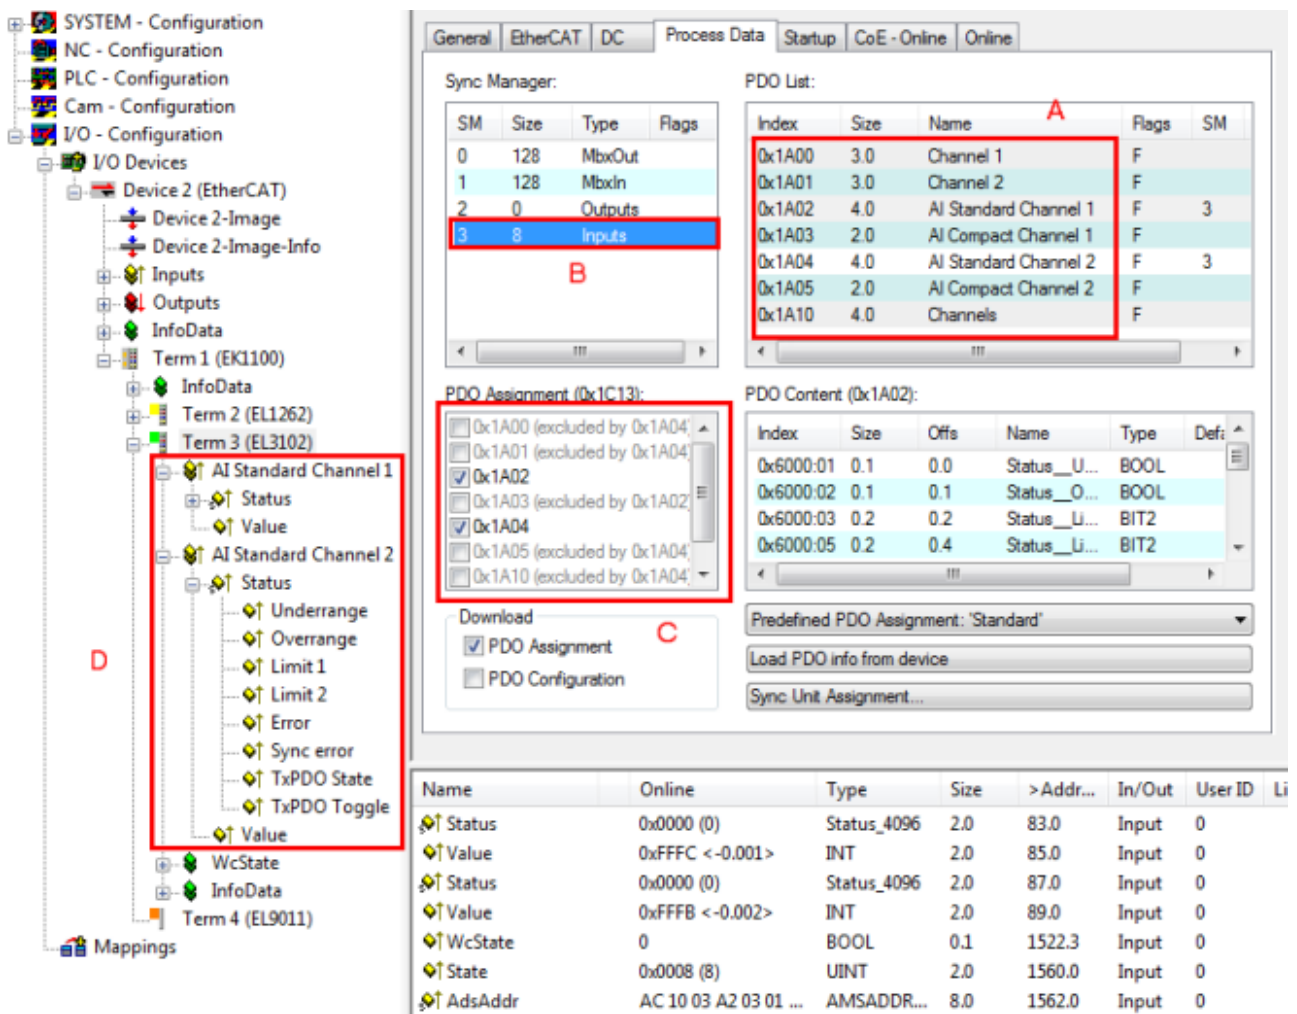 SYSTEM - Configuration
NC - Configuration
PLC - Configuration
Cam - Configuration
I/O - Configuration
I/O Devices
Device 2 (EtherCAT)
Device 2-Image
Device 2-Image-Info
Inputs
Outputs
InfoData
Term 1 (EK1100)
InfoData
Term 2 (EL1262)
Term 3 (EL3102)
AI Standard Channel 1
Status
Value
AI Standard Channel 2
Status
Underrange
Overrange
Limit 1
Limit 2
Error
Sync error
TxPDO State
TxPDO Toggle
Value
WcState
InfoData
Term 4 (EL9011)
Mappings
D
General EtherCAT DC Process Data Startup CoE - Online Online
Sync Manager:
SM Size Type Flags
0 128 MbxOut
1 128 MbxIn
2 0 Outputs
3 8 Inputs
B
PDO List:
A
Index Size Name Flags SM
0x1A00 3.0 Channel 1 F
0x1A01 3.0 Channel 2 F
0x1A02 4.0 AI Standard Channel 1 F 3
0x1A03 2.0 AI Compact Channel 1 F
0x1A04 4.0 AI Standard Channel 2 F 3
0x1A05 2.0 AI Compact Channel 2 F
0x1A10 4.0 Channels F
PDO Assignment (0x1C13):
0x1A00 (excluded by 0x1A04)
0x1A01 (excluded by 0x1A04)
0x1A02
0x1A03 (excluded by 0x1A02)
0x1A04
0x1A05 (excluded by 0x1A04)
0x1A10 (excluded by 0x1A04)
C
Download
PDO Assignment
PDO Configuration
PDO Content (0x1A02):
Index Size Offs Name Type Defa
0x6000:01 0.1 0.0 Status__U... BOOL
0x6000:02 0.1 0.1 Status__O... BOOL
0x6000:03 0.2 0.2 Status__Li... BIT2
0x6000:05 0.2 0.4 Status__Li... BIT2
Predefined PDO Assignment: 'Standard'
Load PDO info from device
Sync Unit Assignment...
Name Online Type Size >Addr... In/Out User ID Li
Status 0x0000 (0) Status_4096 2.0 83.0 Input 0
Value 0xFFFC <-0.001> INT 2.0 85.0 Input 0
Status 0x0000 (0) Status_4096 2.0 87.0 Input 0
Value 0xFFFB <-0.002> INT 2.0 89.0 Input 0
WcState 0 BOOL 0.1 1522.3 Input 0
State 0x0008 (8) UINT 2.0 1560.0 Input 0
AdsAddr AC 10 03 A2 03 01 ... AMSADDR... 8.0 1562.0 Input 0